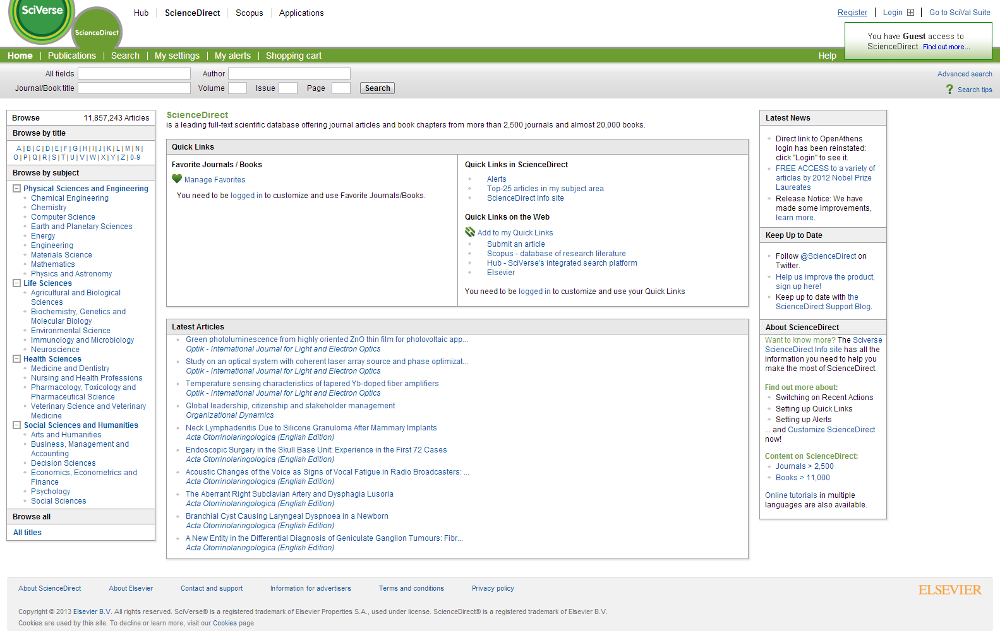 SciVerse
ScienceDirect
Hub
ScienceDirect
Scopus
Applications
Register
Login
Go to SciVal Suite
You have Guest access to
ScienceDirect Find out more...
Home
Publications
Search
My settings
My alerts
Shopping cart
Help
All fields
Author
Advanced search
Journal/Book title
Volume
Issue
Page
Search
? Search tips
Browse 11,857,243 Articles
Browse by title
A | B | C | D | E | F | G | H | I | J | K | L | M | N |
O | P | Q | R | S | T | U | V | W | X | Y | Z | 0-9
Browse by subject
Physical Sciences and Engineering
Chemical Engineering
Chemistry
Computer Science
Earth and Planetary Sciences
Energy
Engineering
Materials Science
Mathematics
Physics and Astronomy
Life Sciences
Agricultural and Biological
Sciences
Biochemistry, Genetics and
Molecular Biology
Environmental Science
Immunology and Microbiology
Neuroscience
Health Sciences
Medicine and Dentistry
Nursing and Health Professions
Pharmacology, Toxicology and
Pharmaceutical Science
Veterinary Science and Veterinary
Medicine
Social Sciences and Humanities
Arts and Humanities
Business, Management and
Accounting
Decision Sciences
Economics, Econometrics and
Finance
Psychology
Social Sciences
Browse all
All titles
ScienceDirect
is a leading full-text scientific database offering journal articles and book chapters from more than 2,500 journals and almost 20,000 books.
Quick Links
Favorite Journals / Books
Manage Favorites
You need to be logged in to customize and use Favorite Journals/Books.
Quick Links in ScienceDirect
Alerts
Top-25 articles in my subject area
ScienceDirect Info site
Quick Links on the Web
Add to my Quick Links
Submit an article
Scopus - database of research literature
Hub - SciVerse's integrated search platform
Elsevier
You need to be logged in to customize and use your Quick Links
Latest Articles
Green photoluminescence from highly oriented ZnO thin film for photovoltaic app...
Optik - International Journal for Light and Electron Optics
Study on an optical system with coherent laser array source and phase optimizat...
Optik - International Journal for Light and Electron Optics
Temperature sensing characteristics of tapered Yb-doped fiber amplifiers
Optik - International Journal for Light and Electron Optics
Global leadership, citizenship and stakeholder management
Organizational Dynamics
Neck Lymphadenitis Due to Silicone Granuloma After Mammary Implants
Acta Otorrinolaringologica (English Edition)
Endoscopic Surgery in the Skull Base Unit: Experience in the First 72 Cases
Acta Otorrinolaringologica (English Edition)
Acoustic Changes of the Voice as Signs of Vocal Fatigue in Radio Broadcasters: ...
Acta Otorrinolaringologica (English Edition)
The Aberrant Right Subclavian Artery and Dysphagia Lusoria
Acta Otorrinolaringologica (English Edition)
Branchial Cyst Causing Laryngeal Dyspnoea in a Newborn
Acta Otorrinolaringologica (English Edition)
A New Entity in the Differential Diagnosis of Geniculate Ganglion Tumours: Fibr...
Acta Otorrinolaringologica (English Edition)
Latest News
Direct link to OpenAthens
login has been reinstated:
click "Login" to see it.
FREE ACCESS to a variety of
articles by 2012 Nobel Prize
Laureates
Release Notice: We have
made some improvements,
learn more.
Keep Up to Date
Follow @ScienceDirect on
Twitter.
Help us improve the product,
sign up here!
Keep up to date with the
ScienceDirect Support Blog.
About ScienceDirect
Want to know more? The Sciverse
ScienceDirect Info site has all the
information you need to help you
make the most of ScienceDirect.
Find out more about:
Switching on Recent Actions
Setting up Quick Links
Setting up Alerts
... and Customize ScienceDirect
now!
Content on ScienceDirect:
Journals > 2,500
Books > 11,000
Online tutorials in multiple
languages are also available.
About ScienceDirect
About Elsevier
Contact and support
Information for advertisers
Terms and conditions
Privacy policy
ELSEVIER
Copyright © 2013 Elsevier B.V. All rights reserved. SciVerse® is a registered trademark of Elsevier Properties S.A., used under license. ScienceDirect® is a registered trademark of Elsevier B.V.
Cookies are used by this site. To decline or learn more, visit our Cookies page